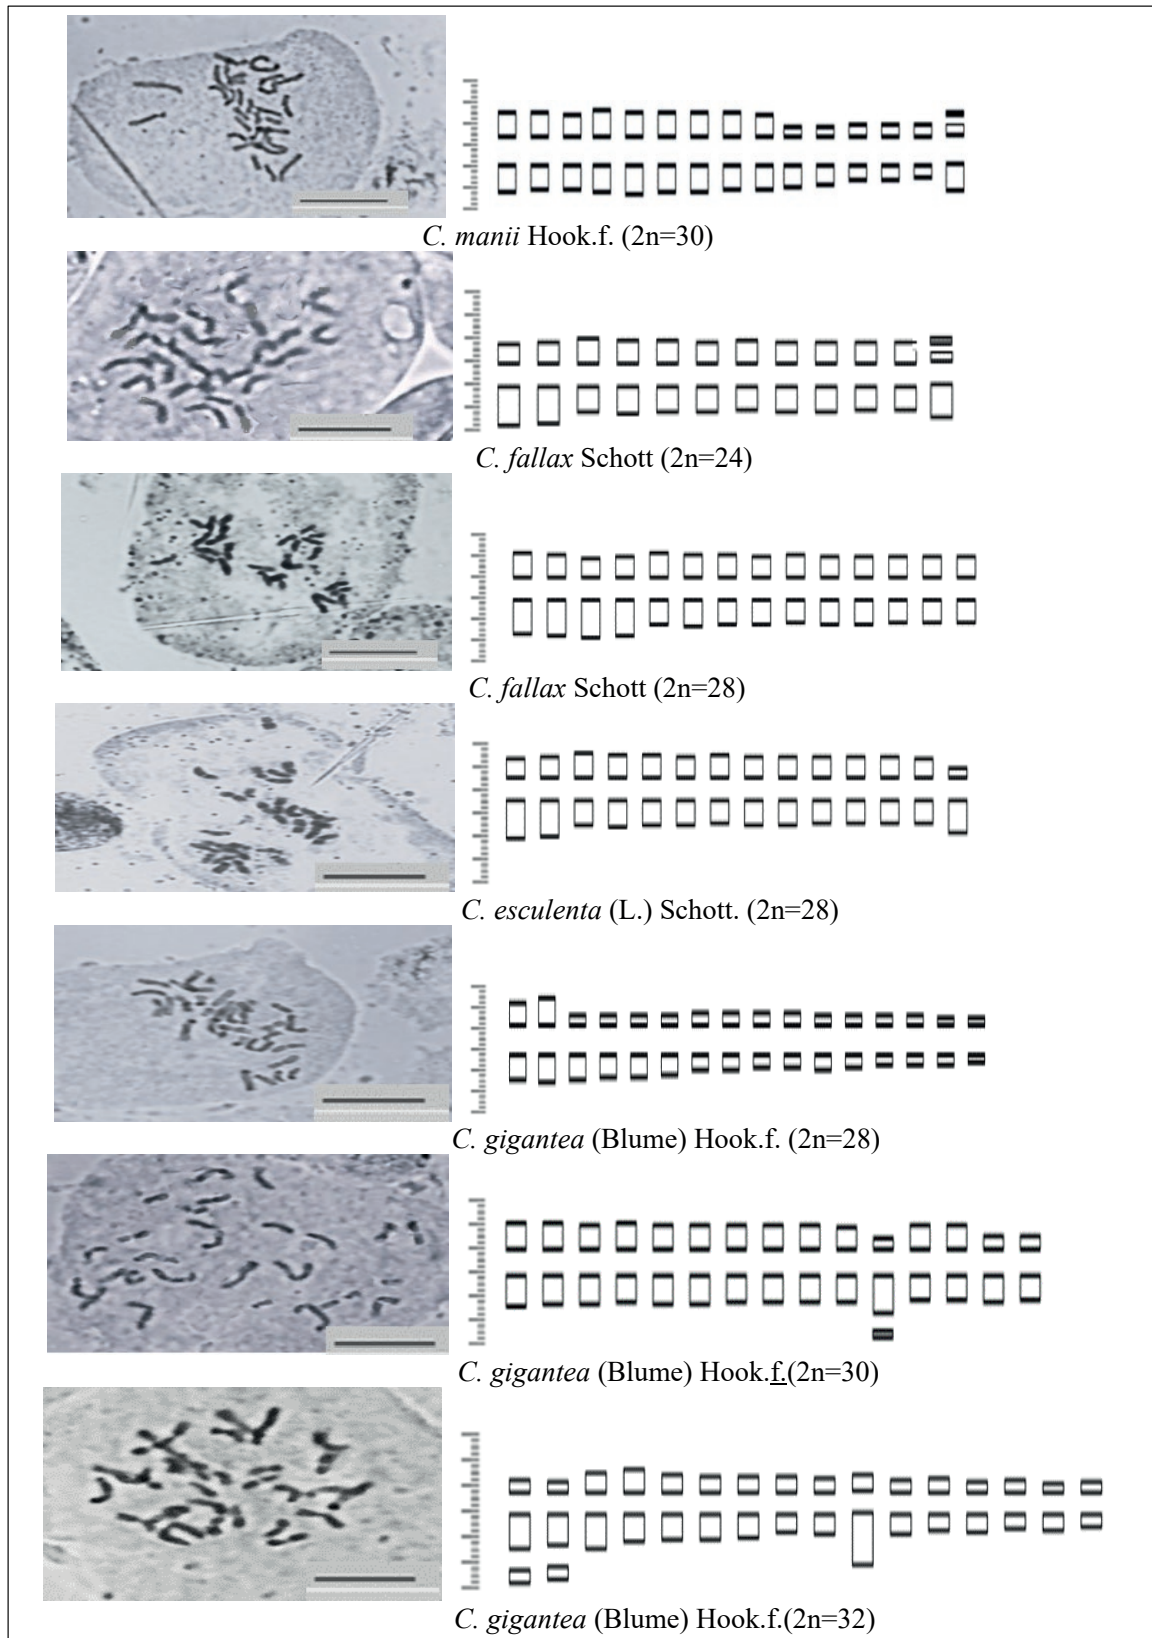 C. manii Hook.f. (2n=30)
C. fallax Schott (2n=24)
C. fallax Schott (2n=28)
C. esculenta (L.) Schott. (2n=28)
C. gigantea (Blume) Hook.f. (2n=28)
C. gigantea (Blume) Hook.f.(2n=30)
C. gigantea (Blume) Hook.f.(2n=32)